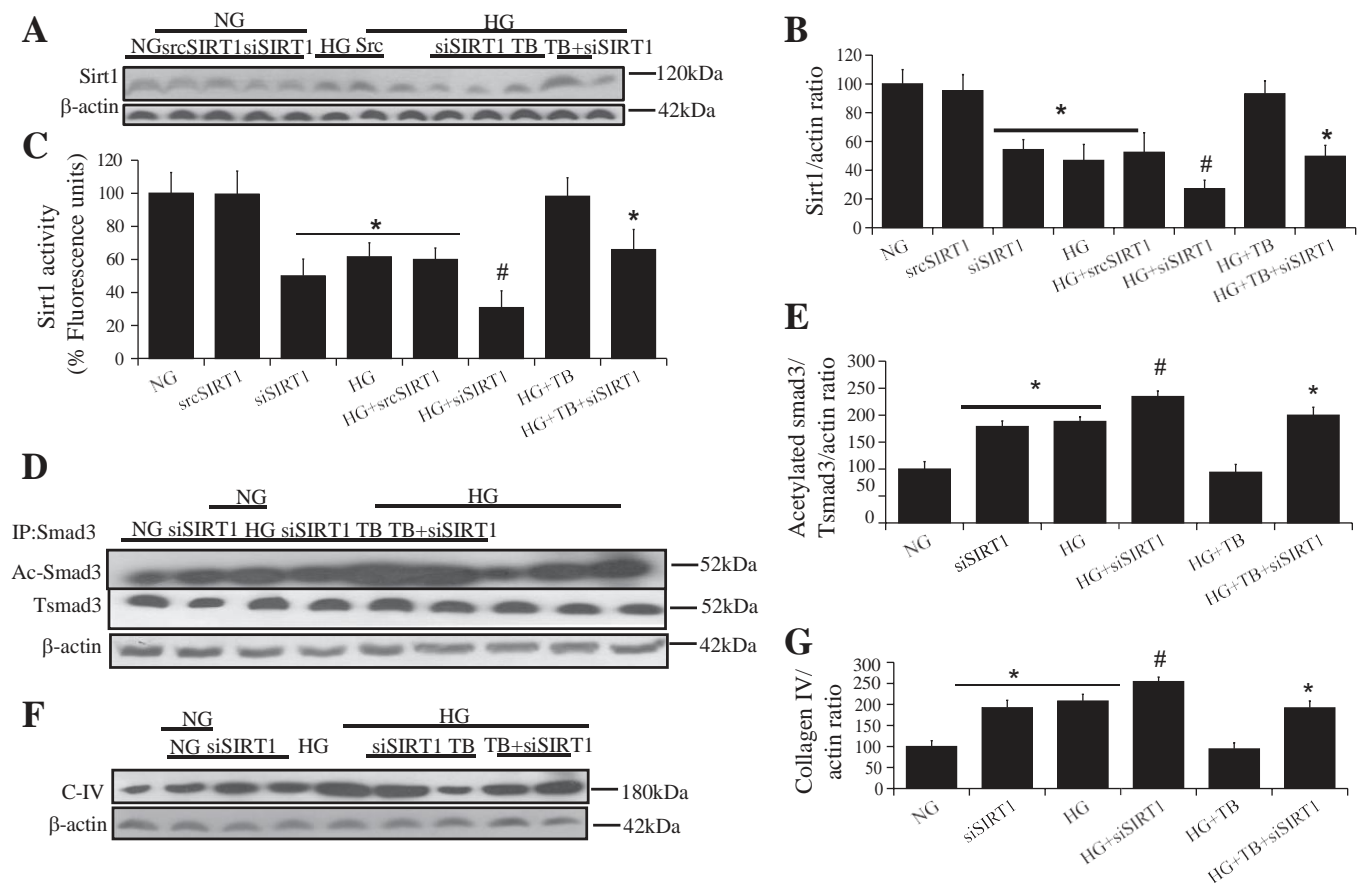 A
NG
HG
NGsrcSIRT1siSIRT1 HG Src siSIRT1 TB TB+siSIRT1
Sirt1
120kDa
β-actin
42kDa
B
Sirt1/actin ratio
120
100
80
60
40
20
0
*
#
*
NG
srcSIRT1
siSIRT1
HG
HG+srcSIRT1
HG+siSIRT1
HG+TB
HG+TB+siSIRT1
C
Sirt1 activity
(% Fluorescence units)
120
100
80
60
40
20
0
*
#
*
NG
srcSIRT1
siSIRT1
HG
HG+srcSIRT1
HG+siSIRT1
HG+TB
HG+TB+siSIRT1
D
NG
HG
IP:Smad3
NG siSIRT1 HG siSIRT1 TB TB+siSIRT1
Ac-Smad3
52kDa
Tsmad3
52kDa
β-actin
42kDa
E
Acetylated smad3/
Tsmad3/actin ratio
300
250
200
150
100
50
0
*
#
*
NG
siSIRT1
HG
HG+siSIRT1
HG+TB
HG+TB+siSIRT1
F
NG
HG
NG siSIRT1 HG siSIRT1 TB TB+siSIRT1
C-IV
180kDa
β-actin
42kDa
G
Collagen IV/
actin ratio
300
250
200
150
100
50
0
*
#
*
NG
siSIRT1
HG
HG+siSIRT1
HG+TB
HG+TB+siSIRT1